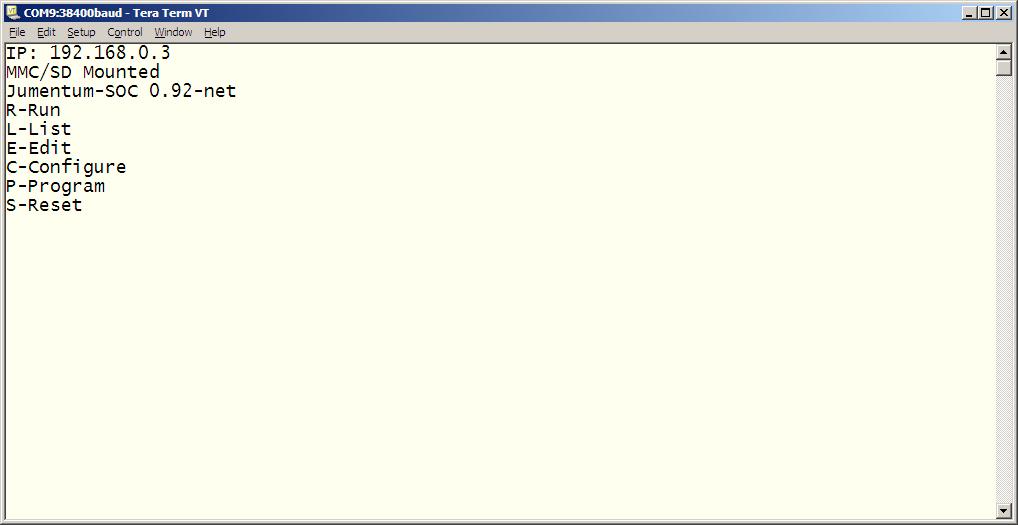 COM9:38400baud - Tera Term VT
File Edit Setup Control Window Help
IP: 192.168.0.3
MMC/SD Mounted
Jumentum-SOC 0.92-net
R-Run
L-List
E-Edit
C-Configure
P-Program
S-Reset